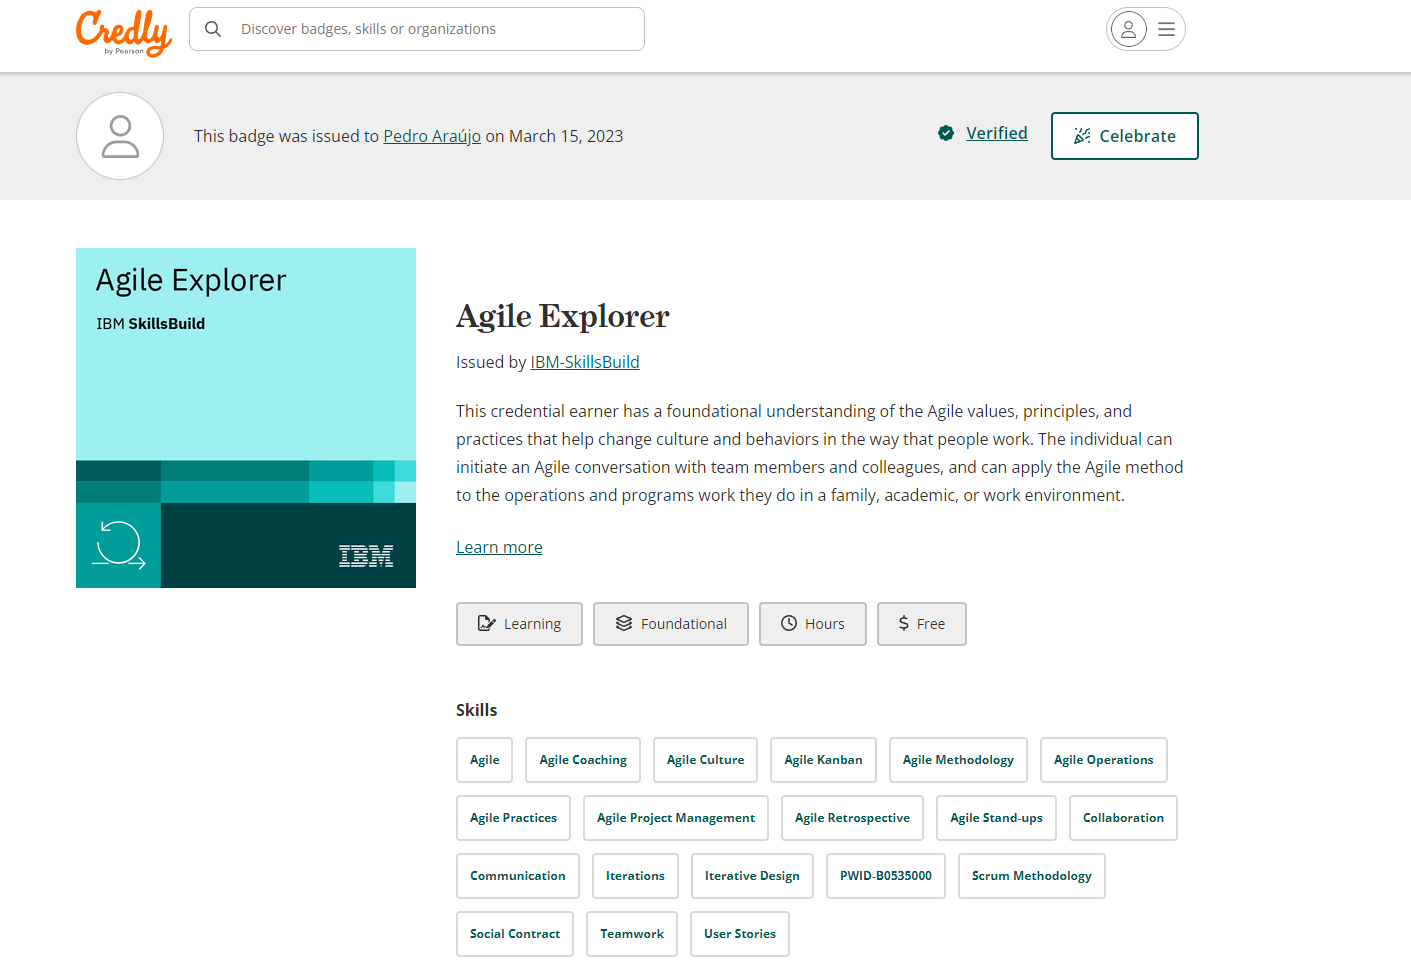 Credly
by Pearson
Discover badges, skills or organizations
This badge was issued to Pedro Araújo on March 15, 2023
Verified
Celebrate
Agile Explorer
IBM SkillsBuild
IBM
Agile Explorer
Issued by IBM-SkillsBuild
This credential earner has a foundational understanding of the Agile values, principles, and
practices that help change culture and behaviors in the way that people work. The individual can
initiate an Agile conversation with team members and colleagues, and can apply the Agile method
to the operations and programs work they do in a family, academic, or work environment.
Learn more
Learning Foundational Hours $ Free
Skills
Agile Agile Coaching Agile Culture Agile Kanban Agile Methodology Agile Operations
Agile Practices Agile Project Management Agile Retrospective Agile Stand-ups Collaboration
Communication Iterations Iterative Design PWID-B0535000 Scrum Methodology
Social Contract Teamwork User Stories